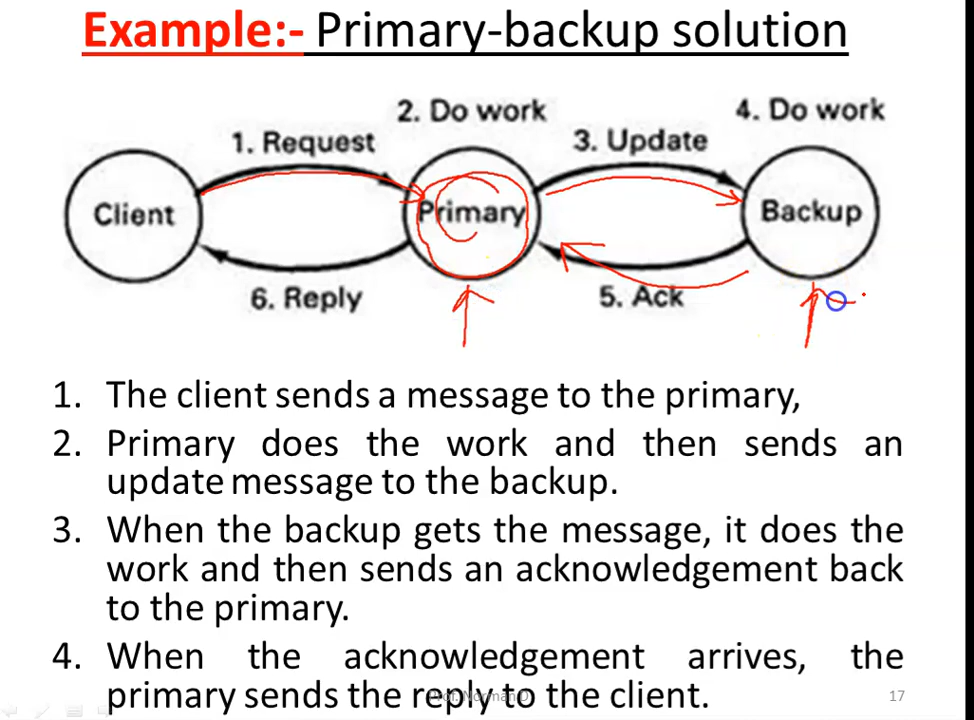 Example:- Primary-backup solution
2. Do work
4. Do work
1. Request
3. Update
Client
Primary
Backup
6. Reply
5. Ack
1. The client sends a message to the primary,
2. Primary does the work and then sends an
update message to the backup.
3. When the backup gets the message, it does the
work and then sends an acknowledgement back
to the primary.
4. When the acknowledgement arrives, the
primary sends the reply to the client.
17